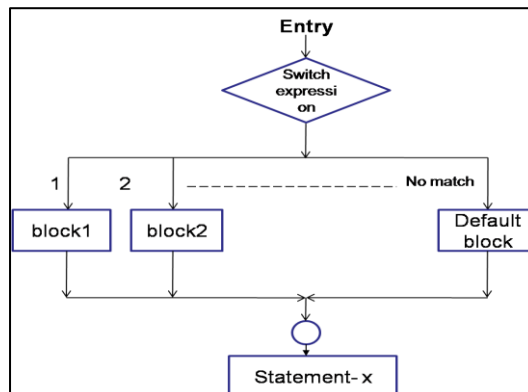 Entry
Switch
expressi
on
1
2
No match
block1
block2
Default
block
Statement- x